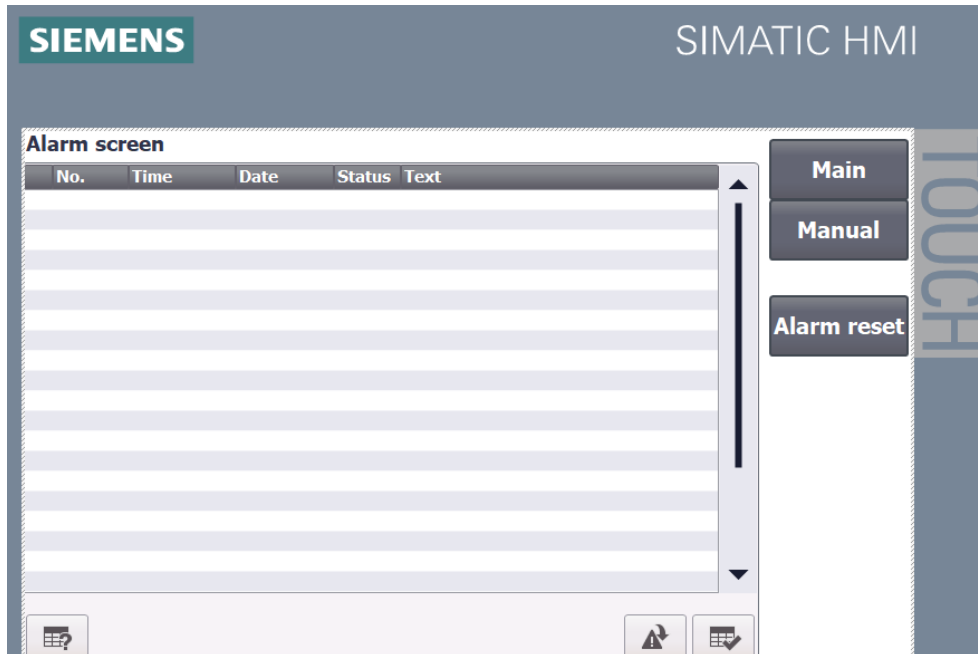 SIEMENS
SIMATIC HMI
Alarm screen
No. Time Date Status Text
Main
Manual
Alarm reset
TOUCH
?